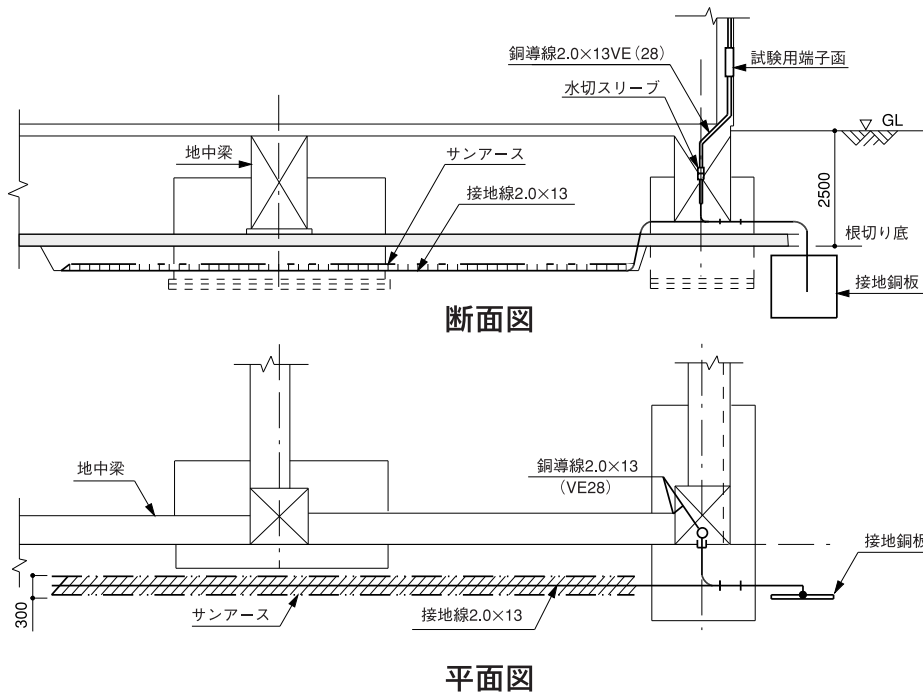 銅導線2.0×13VE(28)
試験用端子函
水切スリーブ
GL
地中梁
サンアース
接地線2.0×13
2500
根切り底
接地銅板
断面図
地中梁
銅導線2.0×13
(VE28)
接地銅板
300
サンアース
接地線2.0×13
平面図